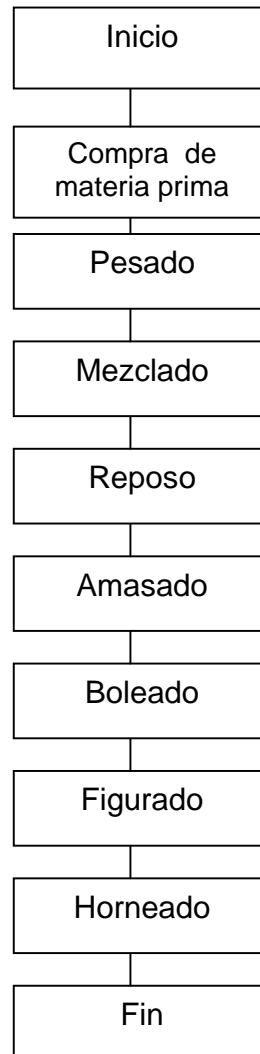 Inicio
Compra de
materia prima
Pesado
Mezclado
Reposo
Amasado
Boleado
Figurado
Horneado
Fin